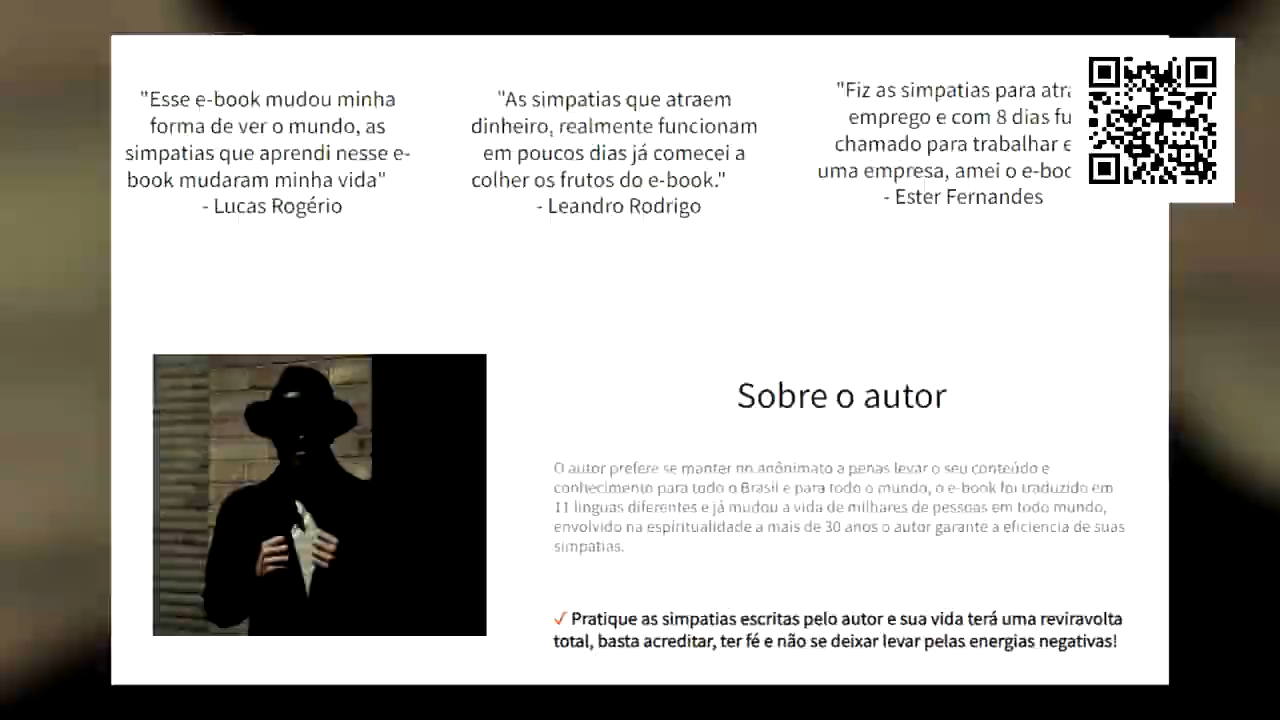 "Esse e-book mudou minha
forma de ver o mundo, as
simpatias que aprendi nesse e-
book mudaram minha vida"
- Lucas Rogério
"As simpatias que atraem
dinheiro, realmente funcionam
em poucos dias já comecei a
colher os frutos do e-book."
- Leandro Rodrigo
"Fiz as simpatias para
emprego e com 8 dias
chamado para trabalhar
uma empresa, amei o
- Ester Fernandes
Sobre o autor
O autor prefere se manter no anônimato a penas levar o seu conteúdo e
conhecimento para todo o Brasil e para todo o mundo, o e-book foi traduzido em
11 linguas diferentes e já mudou a vida de milhares de pessoas em todo mundo,
envolvido na espiritualidade a mais de 30 anos o autor garante a eficiencia de suas
simpatias.
✓ Pratique as simpatias escritas pelo autor e sua vida terá uma reviravolta
total, basta acreditar, ter fé e não se deixar levar pelas energias negativas!